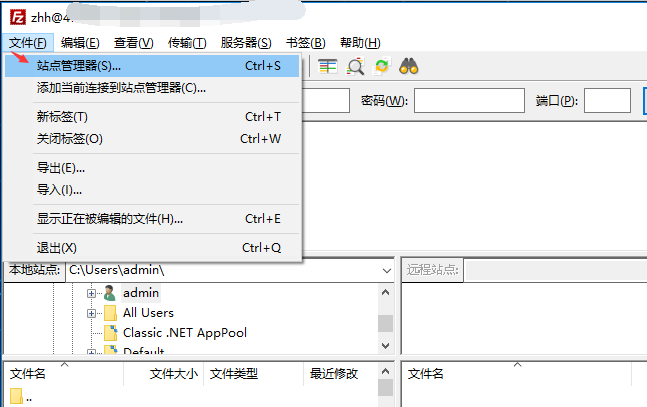 zhh@4
文件(F) 编辑(E) 查看(V) 传输(T) 服务器(S) 书签(B) 帮助(H)
站点管理器(S)... Ctrl+S
添加当前连接到站点管理器(C)...
密码(W): 端口(P):
新标签(T) Ctrl+T
关闭标签(O) Ctrl+W
导出(E)...
导入(I)...
显示正在被编辑的文件(H)... Ctrl+E
退出(X) Ctrl+Q
本地站点: C:\Users\admin\ 远程站点:
admin
All Users
Classic .NET AppPool
Default
文件名 文件大小 文件类型 最近修改 文件名
..